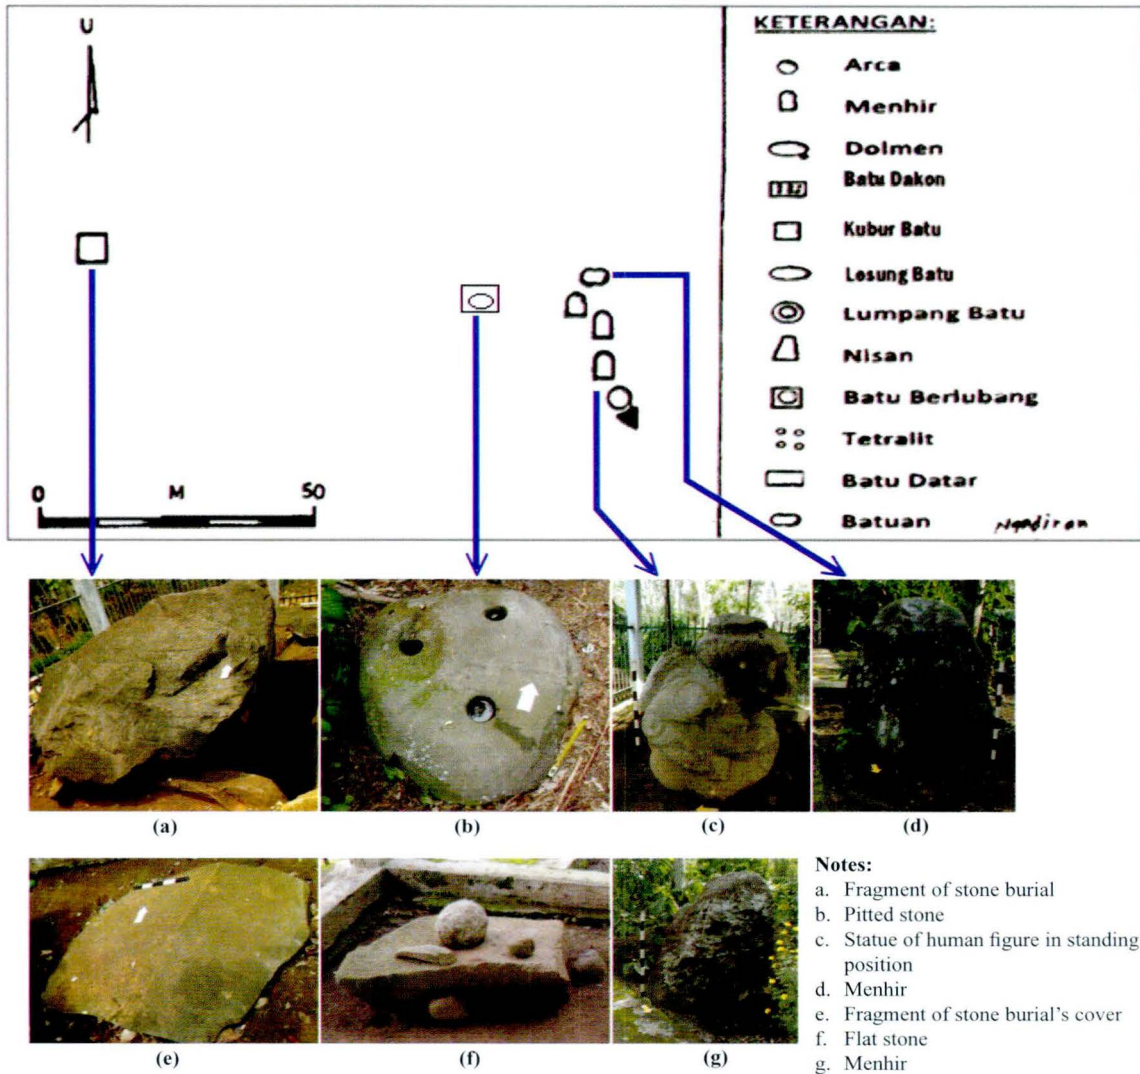 U
KETERANGAN:
Arca
Menhir
Dolmen
Batu Dakon
Kubur Batu
Lesung Batu
Lumpang Batu
Nisan
Batu Berlubang
Tetralit
Batu Datar
Batuan
0 M 50
(a) (b) (c) (d)
(e) (f) (g)
Notes:
a. Fragment of stone burial
b. Pitted stone
c. Statue of human figure in standing
position
d. Menhir
e. Fragment of stone burial's cover
f. Flat stone
g. Menhir